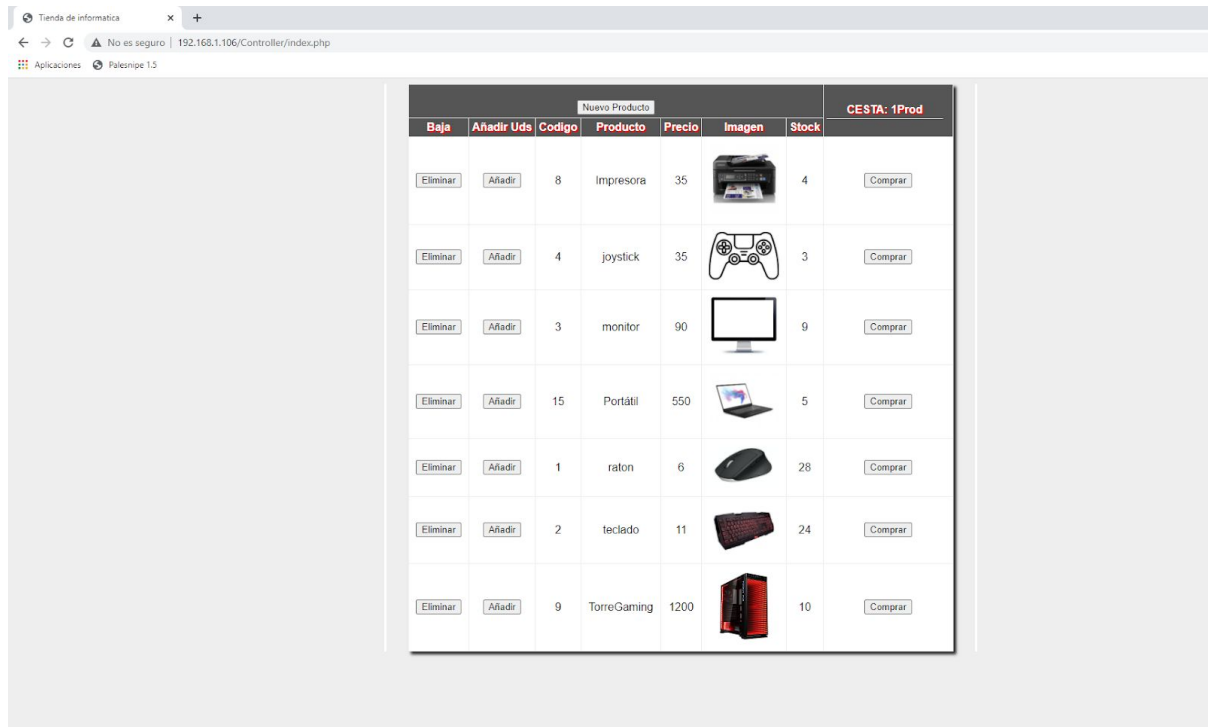 Tienda de informatica
No es seguro | 192.168.1.106/Controller/index.php
Aplicaciones Palesnipe 1.5
Nuevo Producto CESTA: 1Prod
Baja Añadir Uds Codigo Producto Precio Imagen Stock
Eliminar Añadir 8 Impresora 35 4 Comprar
Eliminar Añadir 4 joystick 35 3 Comprar
Eliminar Añadir 3 monitor 90 9 Comprar
Eliminar Añadir 15 Portátil 550 5 Comprar
Eliminar Añadir 1 raton 6 28 Comprar
Eliminar Añadir 2 teclado 11 24 Comprar
Eliminar Añadir 9 TorreGaming 1200 10 Comprar